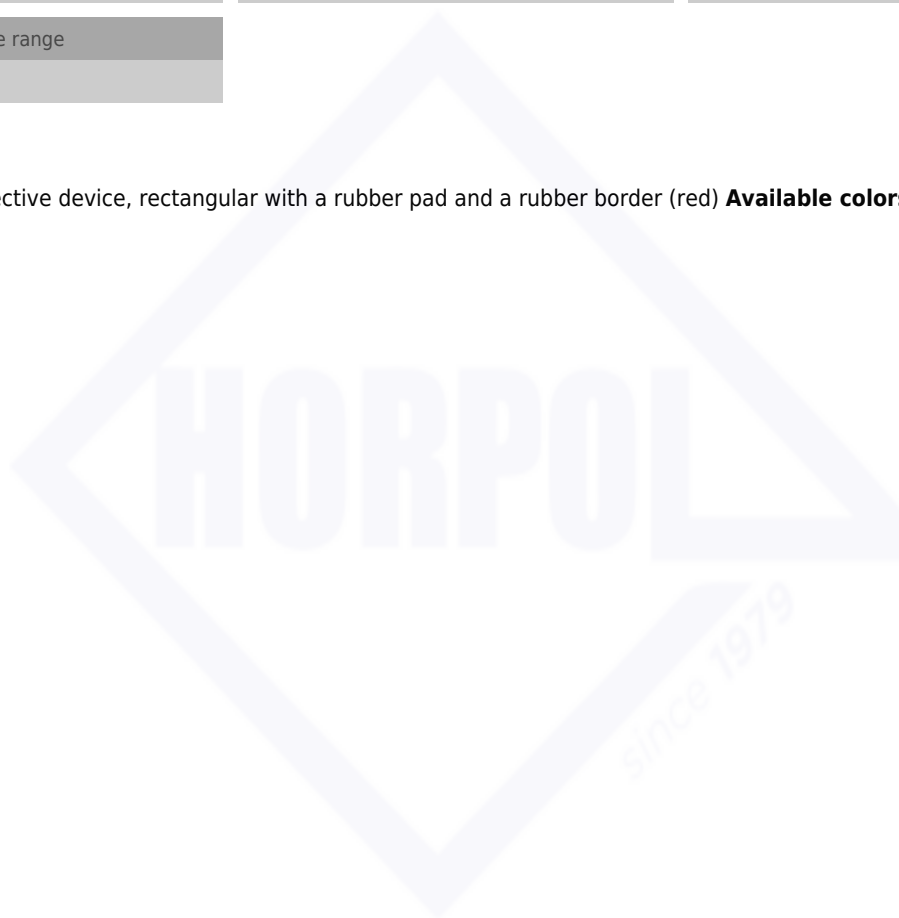 e range
ective device, rectangular with a rubber pad and a rubber border (red) Available colors
HORPOL
since 1979